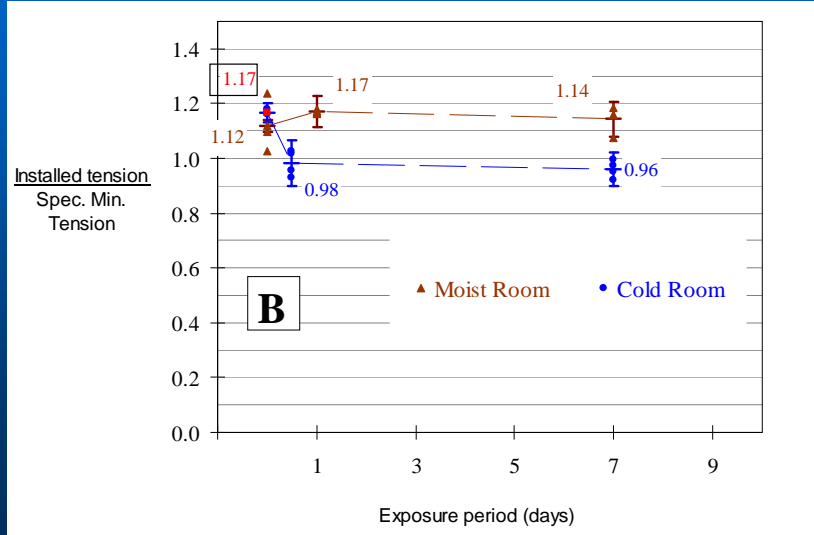 1.4
1.2
1.0
0.8
0.6
0.4
0.2
0.0
1.17
1.17
1.14
1.12
0.98
0.96
Installed tension
Spec. Min.
Tension
B
Moist Room
Cold Room
1 3 5 7 9
Exposure period (days)